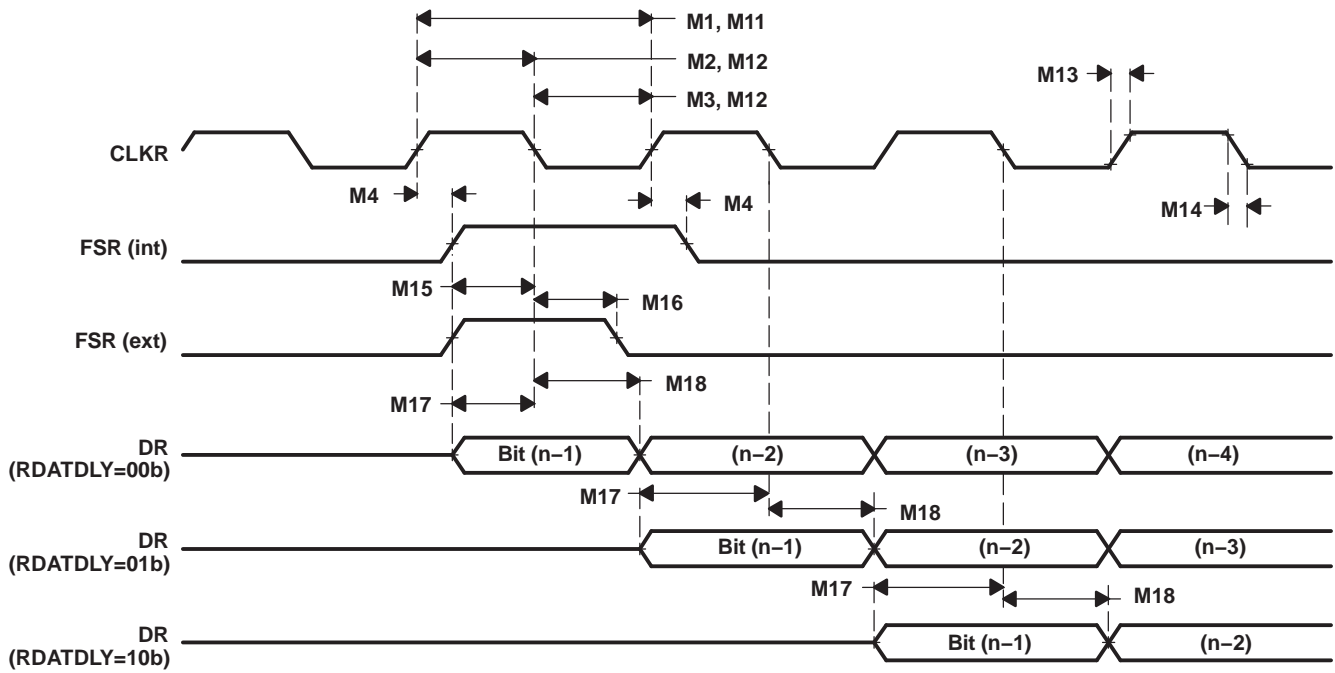 M1, M11
M2, M12
M13
M3, M12
CLKR
M4
M4
M14
FSR (int)
M15
M16
FSR (ext)
M18
M17
DR
(RDATDLY=00b)
Bit (n–1)
(n–2)
(n–3)
(n–4)
M17
M18
DR
(RDATDLY=01b)
Bit (n–1)
(n–2)
(n–3)
M17
M18
DR
(RDATDLY=10b)
Bit (n–1)
(n–2)